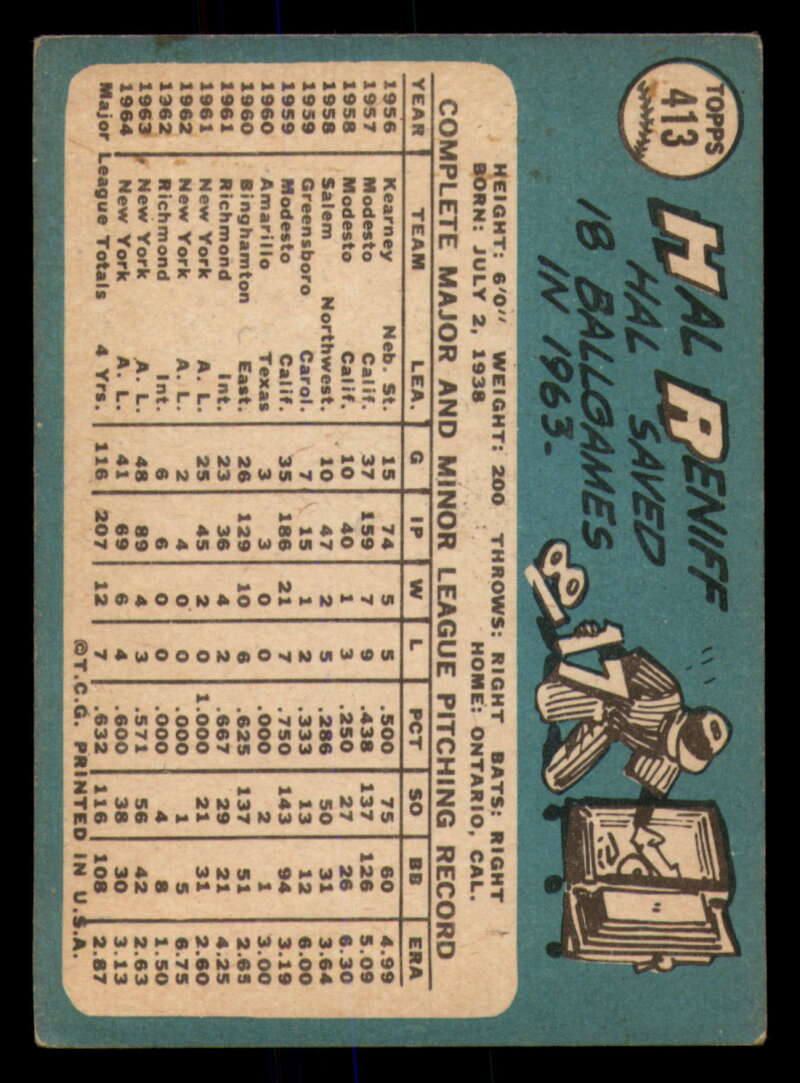 TOPPS
413
HAL RENIFF
HAL SAVED
18 BALLGAMES
IN 1963.
18
17
HEIGHT: 6'0" WEIGHT: 200 THROWS: RIGHT BATS: RIGHT
BORN: JULY 2, 1938 HOME: ONTARIO, CAL.
COMPLETE MAJOR AND MINOR LEAGUE PITCHING RECORD
YEAR TEAM LEA. G IP W L PCT SO BB ERA
1956 Kearney Neb. St. 15 74 5 5 .500 75 60 4.99
1957 Modesto Calif. 37 159 7 9 .438 137 126 5.09
1958 Modesto Calif. 10 40 1 3 .250 27 26 6.30
1958 Salem Northwest. 10 47 2 5 .286 50 31 3.64
1959 Greensboro Carol. 7 15 1 2 .333 13 12 6.00
1959 Modesto Calif. 35 186 21 7 .750 143 94 3.19
1960 Amarillo Texas 3 3 0 0 .000 2 1 3.00
1960 Binghamton East. 26 129 10 6 .625 137 51 2.65
1961 Richmond Int. 23 36 4 2 .667 29 21 4.25
1961 New York A. L. 25 45 2 0 1.000 21 31 2.60
1962 New York A. L. 2 4 0 0 .000 1 5 6.75
1362 Richmond Int. 6 6 0 0 .000 4 8 1.50
1963 New York A. L. 48 89 4 3 .571 56 42 2.63
1964 New York A. L. 41 69 6 4 .600 38 30 3.13
Major League Totals 4 Yrs. 116 207 12 7 .632 116 108 2.87
©T.C.G. PRINTED IN U.S.A.